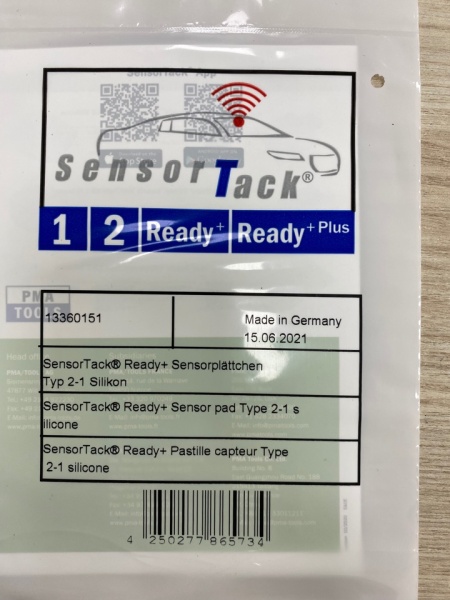 SensorTack® App
SensorTack®
1 2 Ready+ Ready+ Plus
PMA
TOOLS
13360151
Made in Germany
15.06.2021
SensorTack® Ready+ Sensorplättchen
Typ 2-1 Silikon
SensorTack® Ready+ Sensor pad Type 2-1 s
ilicone
SensorTack® Ready+ Pastille capteur Type
2-1 silicone
4 250277 865734